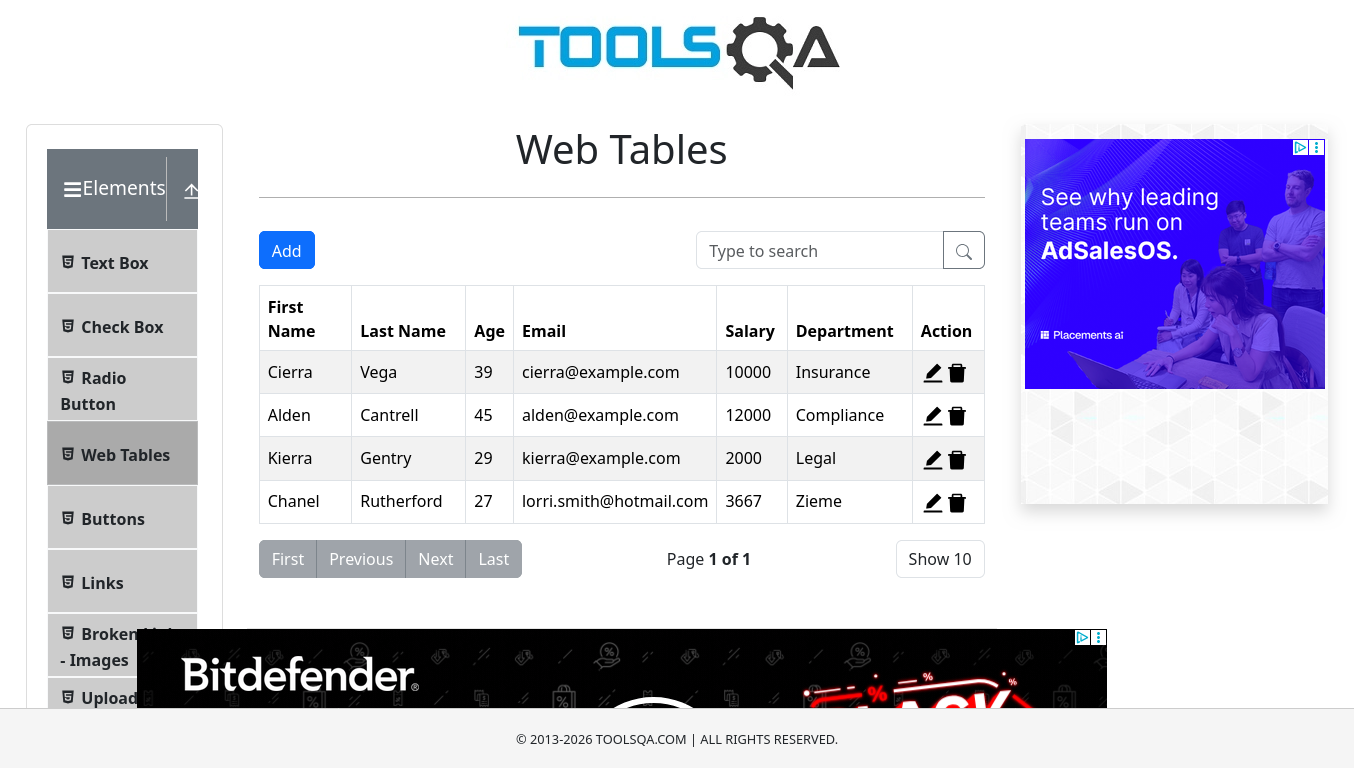 TOOLSQA
Elements
Text Box
Check Box
Radio
Button
Web Tables
Buttons
Links
Broken
- Images
Upload
Web Tables
Add
Type to search
First Name Last Name Age Email Salary Department Action
Cierra Vega 39 cierra@example.com 10000 Insurance
Alden Cantrell 45 alden@example.com 12000 Compliance
Kierra Gentry 29 kierra@example.com 2000 Legal
Chanel Rutherford 27 lorri.smith@hotmail.com 3667 Zieme
First Previous Next Last
Page 1 of 1
Show 10
See why leading
teams run on
AdSalesOS.
Placements ai
Bitdefender®
© 2013-2026 TOOLSQA.COM | ALL RIGHTS RESERVED.